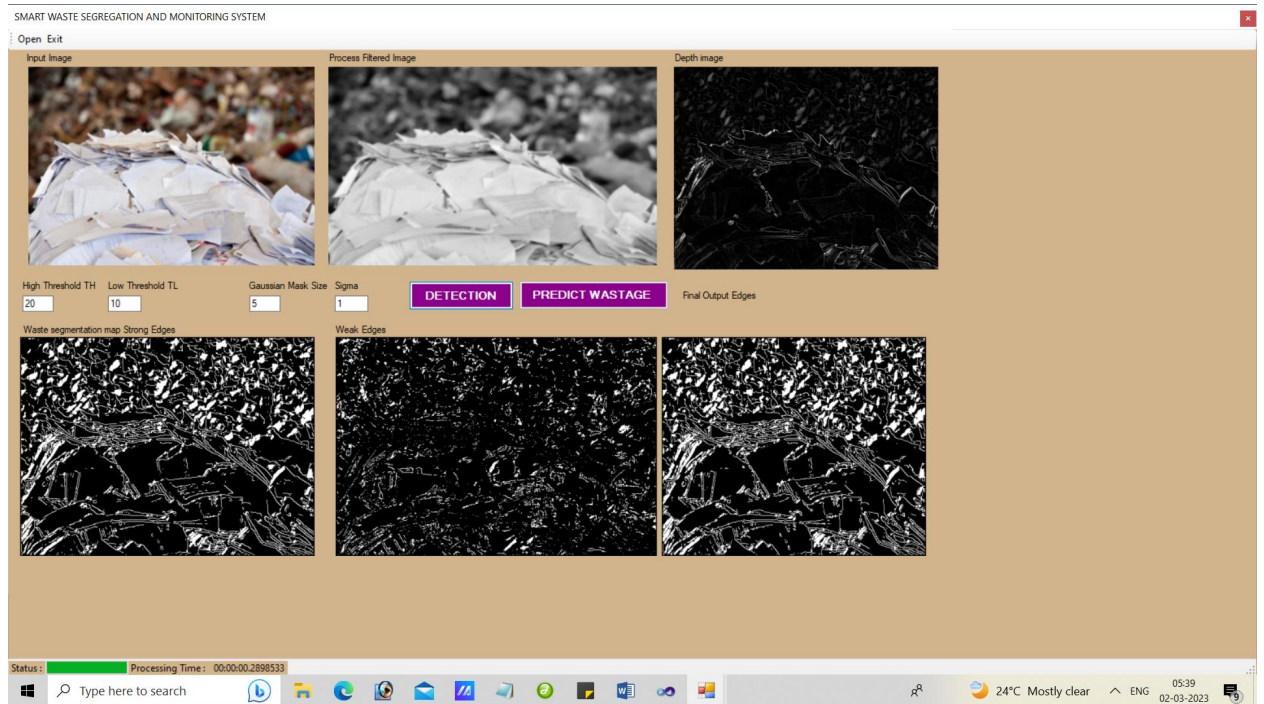 SMART WASTE SEGREGATION AND MONITORING SYSTEM
Open Exit
Input Image
Process Filtered Image
Depth image
High Threshold TH
Low Threshold TL
Gaussian Mask Size
Sigma
20
10
5
1
DETECTION
PREDICT WASTAGE
Final Output Edges
Waste segmentation map Strong Edges
Weak Edges
Status :
Processing Time : 00:00:00.2898533
Type here to search
24°C Mostly clear
ENG
05:39
02-03-2023
9